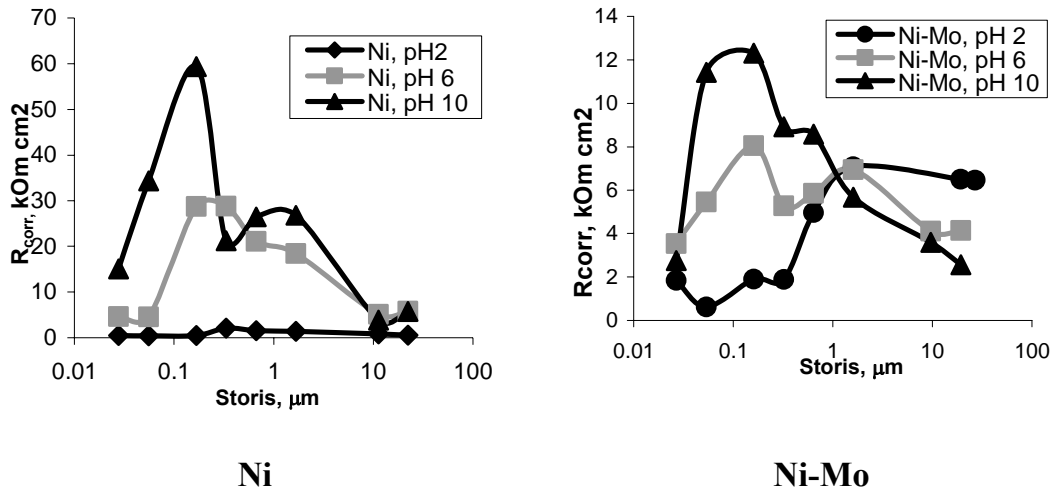 70
60
50
40
30
20
10
0
R_corr, kOm cm2
Ni, pH2
Ni, pH 6
Ni, pH 10
0.01 0.1 1 10 100
Storis, μm
Ni
14
12
10
8
6
4
2
0
Rcorr, kOm cm2
Ni-Mo, pH 2
Ni-Mo, pH 6
Ni-Mo, pH 10
0.01 0.1 1 10 100
Storis, μm
Ni-Mo